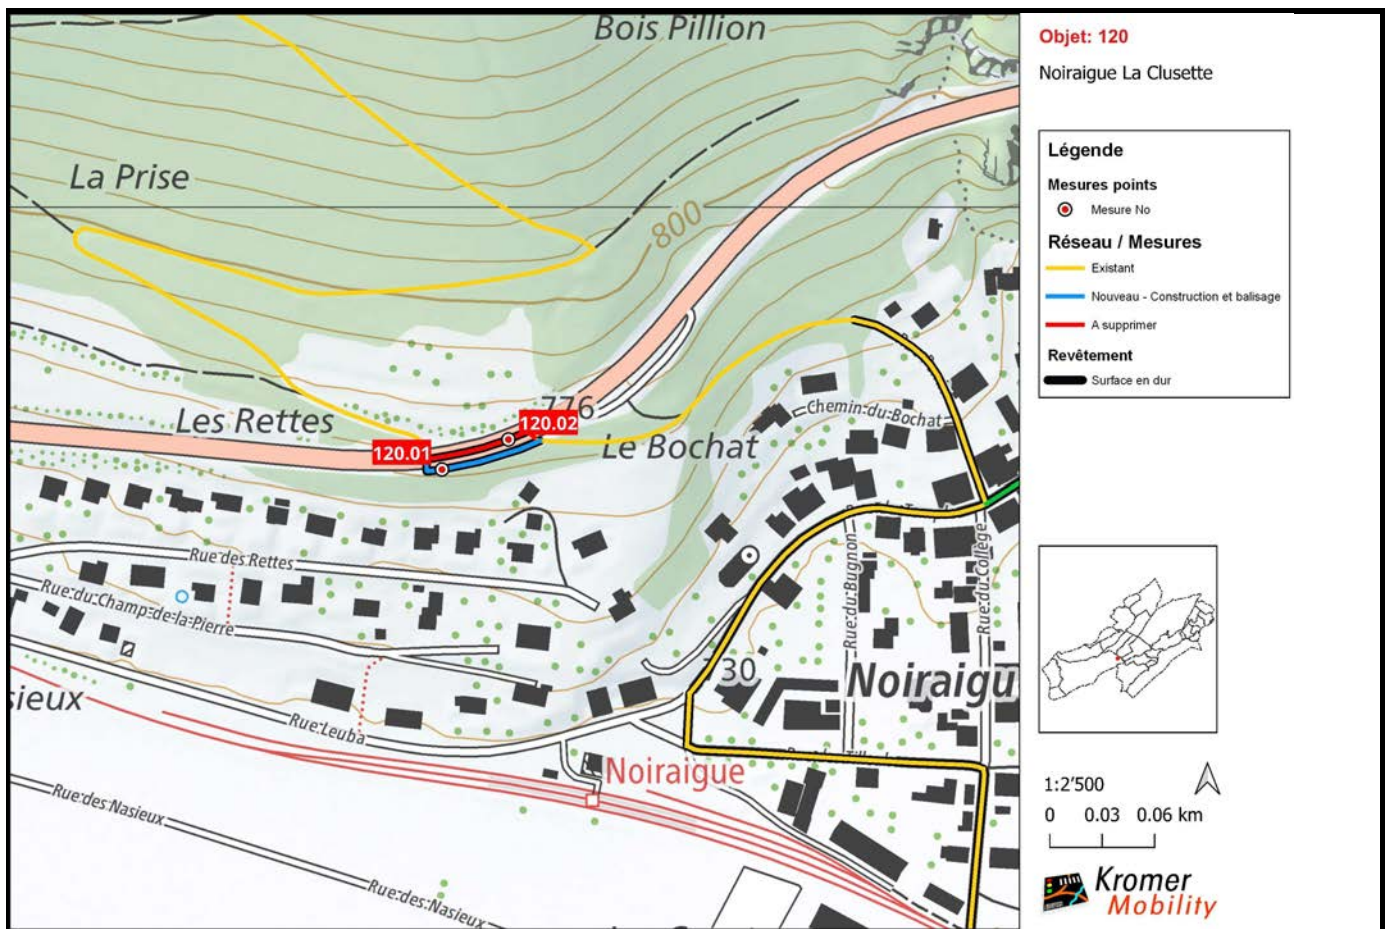 Bois Pillion
La Prise
800
Les Rettes
776
120.02
120.01
Le Bochat
Chemin du Bochat
Rue des Rettes
Rue du Champ-de-la-Pierre
Rue du Bugnon
Rue du Collège
730
Noiraigu
sieux
Rue Leuba
Noiraigue
Rue des Nasieux
Rue des Nasieux
Objet: 120
Noiraigue La Clusette
Légende
Mesures points
Mesure No
Réseau / Mesures
Existant
Nouveau - Construction et balisage
A supprimer
Revêtement
Surface en dur
1:2'500
0 0.03 0.06 km
Kromer
Mobility